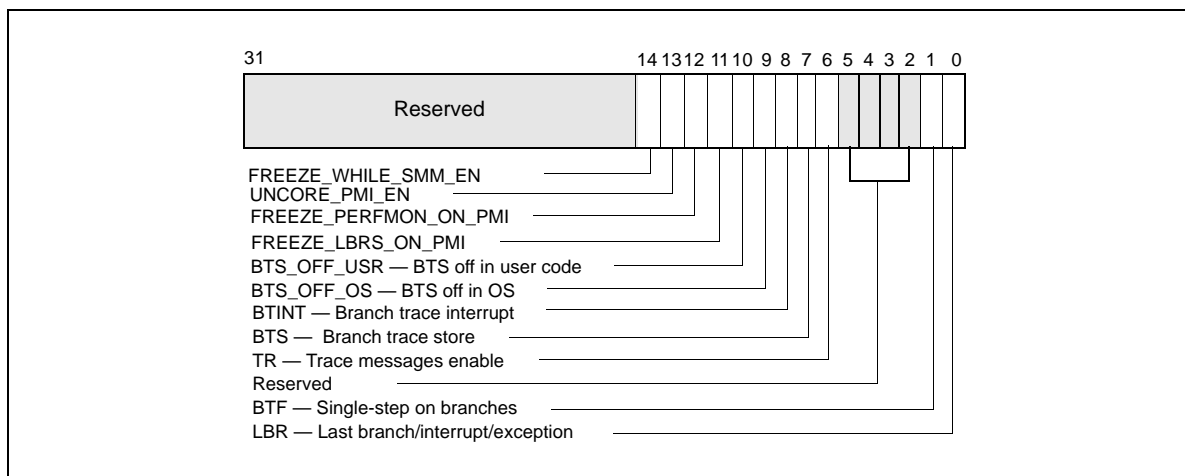 31 14 13 12 11 10 9 8 7 6 5 4 3 2 1 0
Reserved
FREEZE_WHILE_SMM_EN
UNCORE_PMI_EN
FREEZE_PERFMON_ON_PMI
FREEZE_LBRS_ON_PMI
BTS_OFF_USR — BTS off in user code
BTS_OFF_OS — BTS off in OS
BTINT — Branch trace interrupt
BTS — Branch trace store
TR — Trace messages enable
Reserved
BTF — Single-step on branches
LBR — Last branch/interrupt/exception